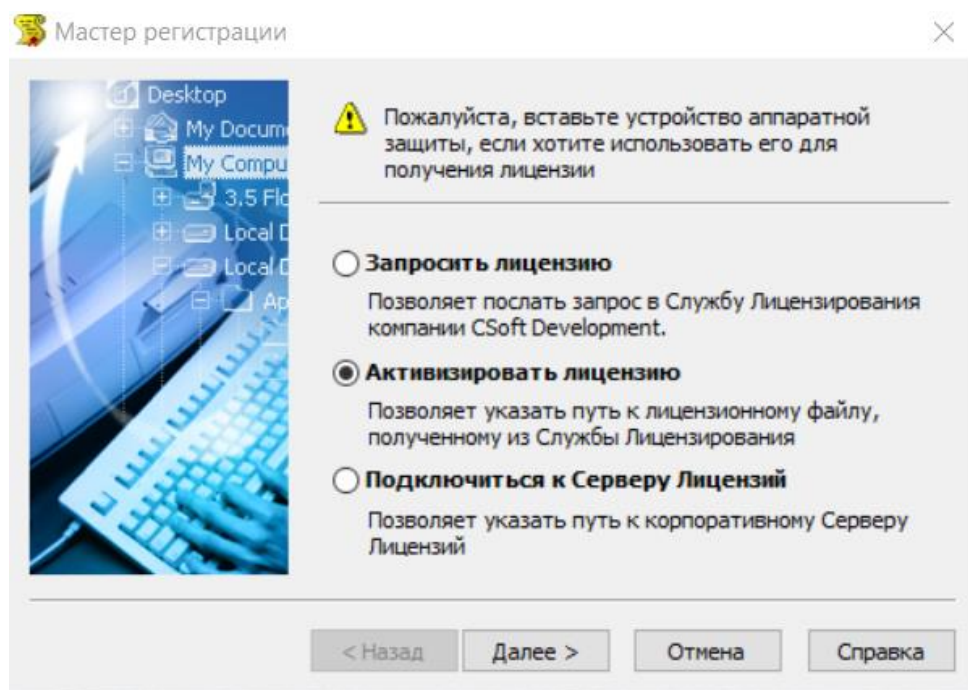 Мастер регистрации
Desktop
My Docum
My Compu
3.5 Flo
Local D
Local D
Ap
Пожалуйста, вставьте устройство аппаратной
защиты, если хотите использовать его для
получения лицензии
Запросить лицензию
Позволяет послать запрос в Службу Лицензирования
компании CSoft Development.
Активизировать лицензию
Позволяет указать путь к лицензионному файлу,
полученному из Службы Лицензирования
Подключиться к Серверу Лицензий
Позволяет указать путь к корпоративному Серверу
Лицензий
< Назад Далее > Отмена Справка